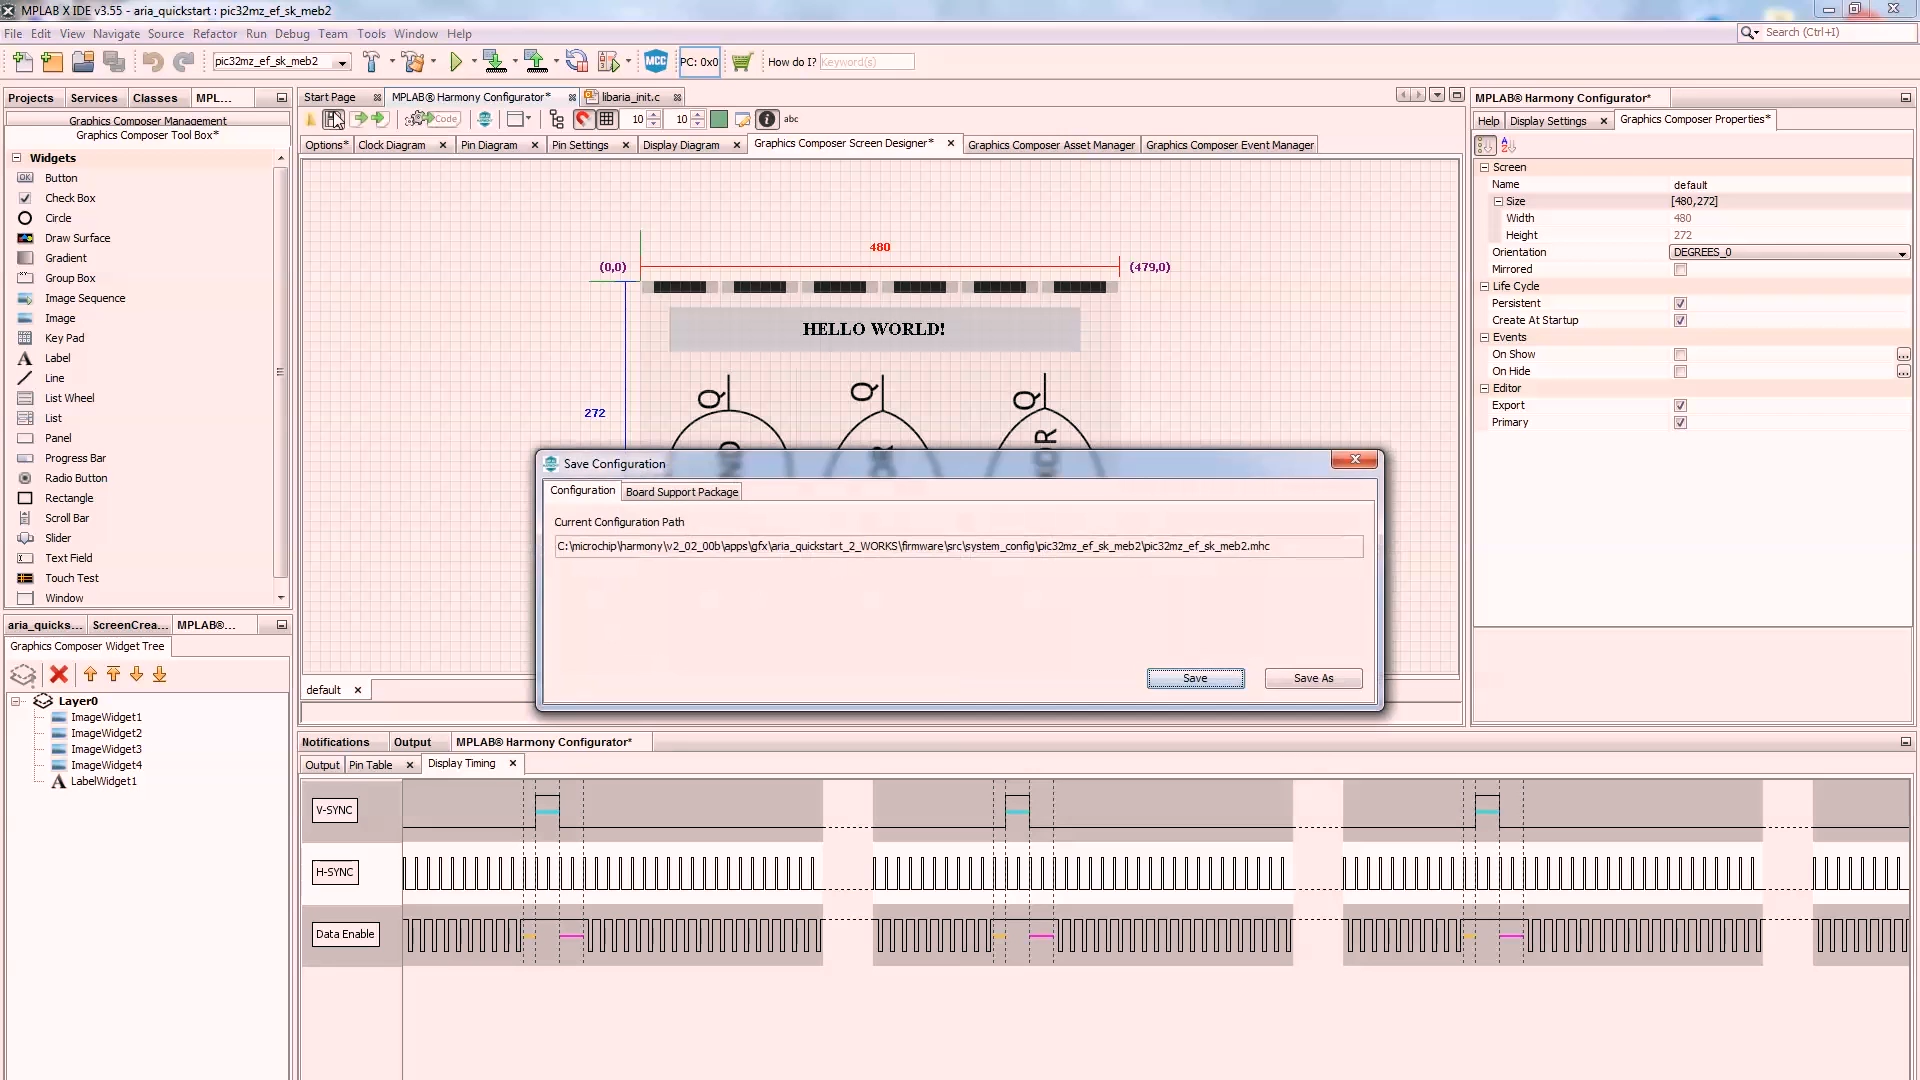 MPLAB X IDE v3.55 - aria_quickstart : pic32mz_ef_sk_meb2
File Edit View Navigate Source Refactor Run Debug Team Tools Window Help
Search (Ctrl+I)
pic32mz_ef_sk_meb2
MCC
PC: 0x0
How do I?
Keyword(s)
Projects Services Classes MPL...
Graphics Composer Management
Graphics Composer Tool Box*
Widgets
Button
Check Box
Circle
Draw Surface
Gradient
Group Box
Image Sequence
Image
Key Pad
Label
Line
List Wheel
List
Panel
Progress Bar
Radio Button
Rectangle
Scroll Bar
Slider
Text Field
Touch Test
Window
aria_quicks... ScreenCrea... MPLAB®...
Graphics Composer Widget Tree
Layer0
ImageWidget1
ImageWidget2
ImageWidget3
ImageWidget4
LabelWidget1
Start Page MPLAB® Harmony Configurator* libaria_init.c
Code 10 10 abc
Options* Clock Diagram Pin Diagram Pin Settings Display Diagram Graphics Composer Screen Designer* Graphics Composer Asset Manager Graphics Composer Event Manager
480
(0,0) (479,0)
HELLO WORLD!
Q Q Q
272
default
Save Configuration
Configuration Board Support Package
Current Configuration Path
C:\microchip\harmony\v2_02_00b\apps\gfx\aria_quickstart_2_WORKS\firmware\src\system_config\pic32mz_ef_sk_meb2\pic32mz_ef_sk_meb2.mhc
Save Save As
MPLAB® Harmony Configurator*
Help Display Settings Graphics Composer Properties*
Screen
Name default
Size [480,272]
Width 480
Height 272
Orientation DEGREES_0
Mirrored
Life Cycle
Persistent
Create At Startup
Events
On Show ...
On Hide ...
Editor
Export
Primary
Notifications Output MPLAB® Harmony Configurator*
Output Pin Table Display Timing
V-SYNC
H-SYNC
Data Enable